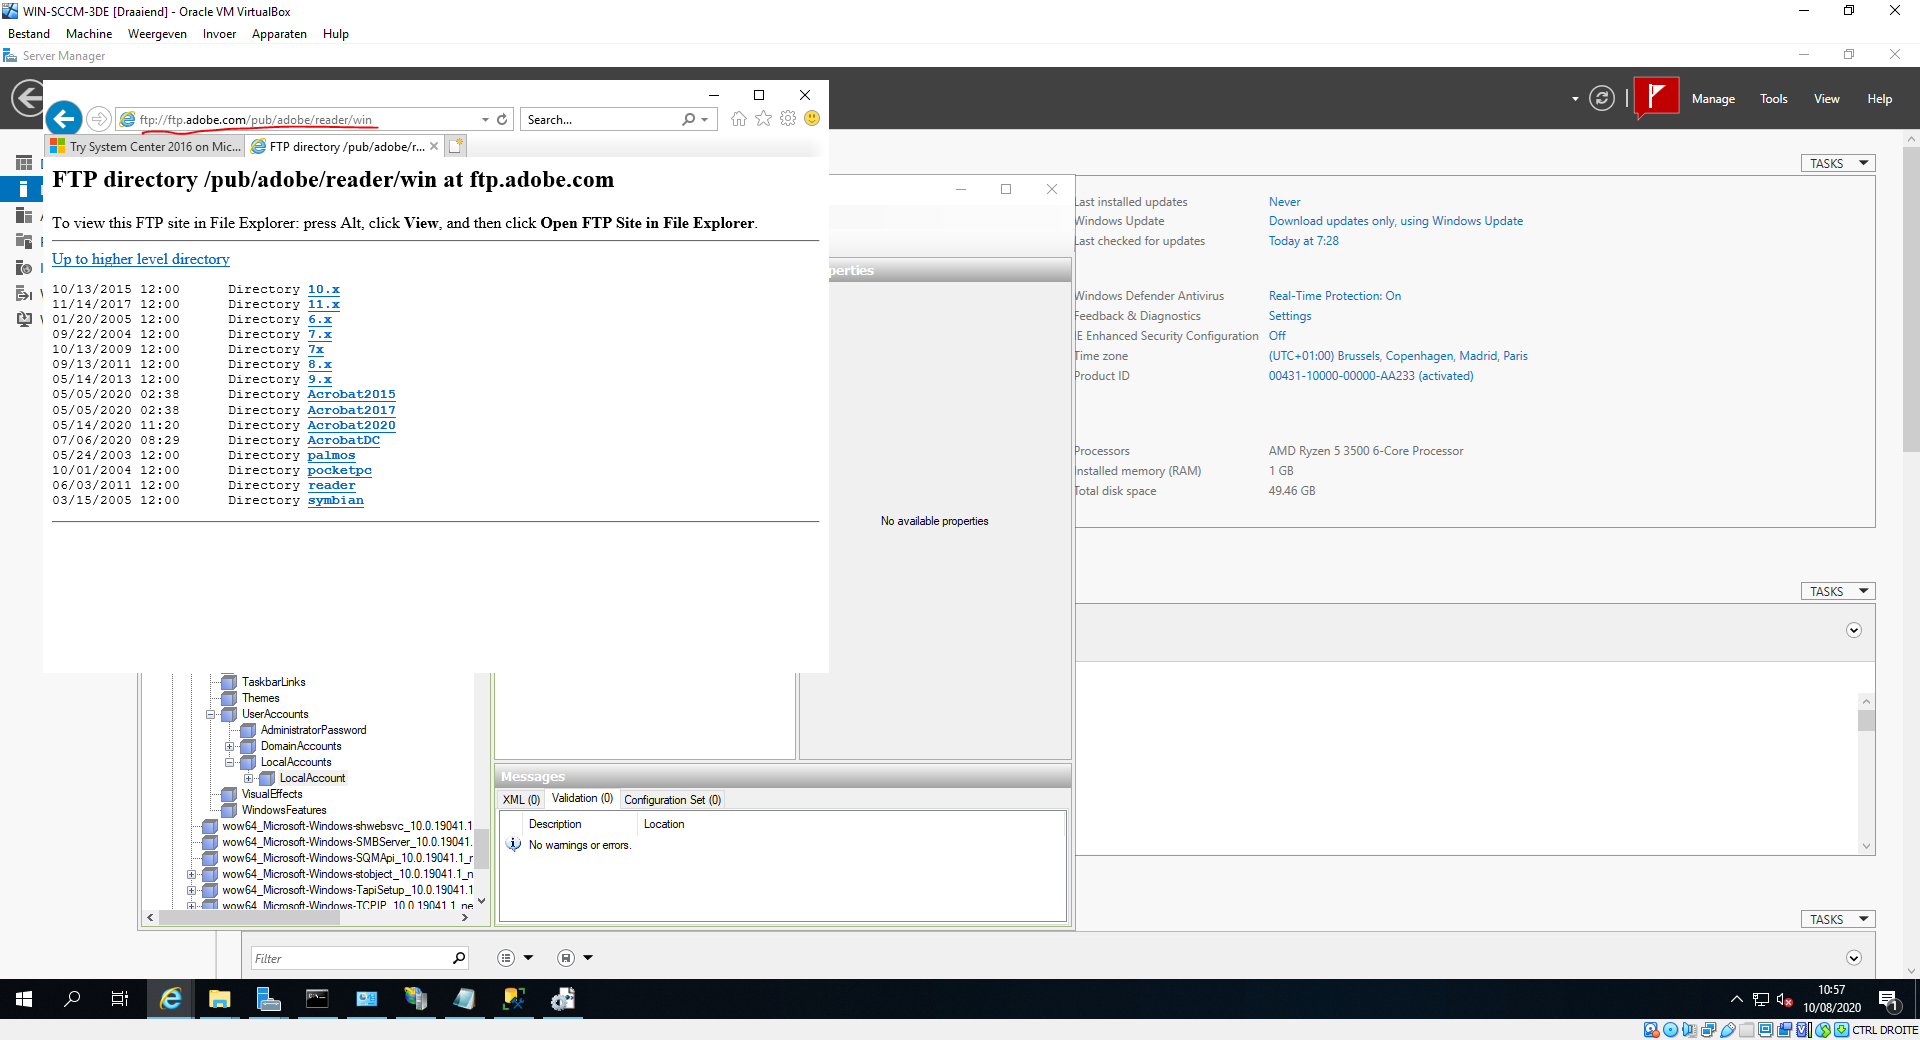 WIN-SCCM-3DE [Draaiend] - Oracle VM VirtualBox
Bestand Machine Weergeven Invoer Apparaten Hulp
Server Manager
Manage Tools View Help
ftp://ftp.adobe.com/pub/adobe/reader/win
Search...
Try System Center 2016 on Mic...
FTP directory /pub/adobe/r...
FTP directory /pub/adobe/reader/win at ftp.adobe.com
To view this FTP site in File Explorer: press Alt, click View, and then click Open FTP Site in File Explorer.
Up to higher level directory
10/13/2015 12:00 Directory 10.x
11/14/2017 12:00 Directory 11.x
01/20/2005 12:00 Directory 6.x
09/22/2004 12:00 Directory 7.x
10/13/2009 12:00 Directory 7x
09/13/2011 12:00 Directory 8.x
05/14/2013 12:00 Directory 9.x
05/05/2020 02:38 Directory Acrobat2015
05/05/2020 02:38 Directory Acrobat2017
05/14/2020 11:20 Directory Acrobat2020
07/06/2020 08:29 Directory AcrobatDC
05/24/2003 12:00 Directory palmos
10/01/2004 12:00 Directory pocketpc
06/03/2011 12:00 Directory reader
03/15/2005 12:00 Directory symbian
perties
No available properties
TASKS
Last installed updates Never
Windows Update Download updates only, using Windows Update
Last checked for updates Today at 7:28
Windows Defender Antivirus Real-Time Protection: On
Feedback & Diagnostics Settings
IE Enhanced Security Configuration Off
Time zone (UTC+01:00) Brussels, Copenhagen, Madrid, Paris
Product ID 00431-10000-00000-AA233 (activated)
Processors AMD Ryzen 5 3500 6-Core Processor
Installed memory (RAM) 1 GB
Total disk space 49.46 GB
TASKS
TaskbarLinks
Themes
UserAccounts
AdministratorPassword
DomainAccounts
LocalAccounts
LocalAccount
VisualEffects
WindowsFeatures
wow64_Microsoft-Windows-shwebsvc_10.0.19041.1
wow64_Microsoft-Windows-SMBServer_10.0.19041.
wow64_Microsoft-Windows-SQMApi_10.0.19041.1_n
wow64_Microsoft-Windows-stobject_10.0.19041.1_n
wow64_Microsoft-Windows-TapiSetup_10.0.19041.1
wow64_Microsoft-Windows-TCPIP_10.0.19041.1_ne
Messages
XML (0) Validation (0) Configuration Set (0)
Description Location
No warnings or errors.
TASKS
Filter
10:57
10/08/2020
1
CTRL DROITE